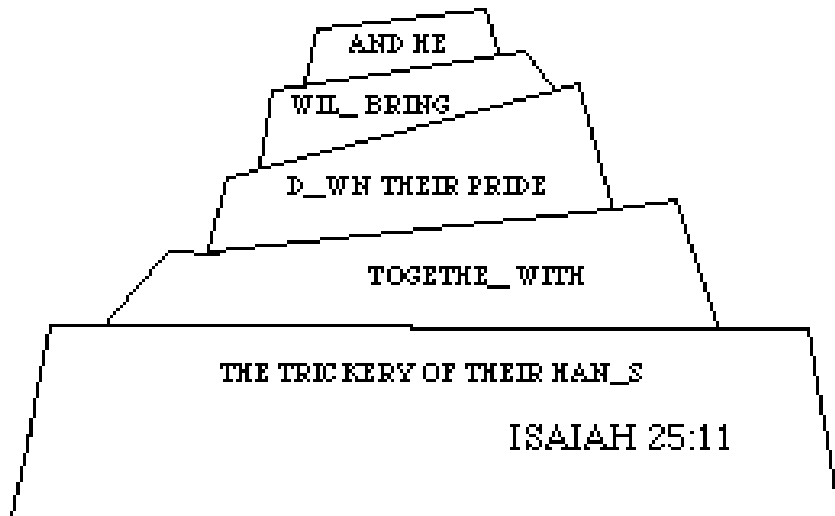 AND HE
WIL_ BRING
D_WN THEIR PRIDE
TOGETHE_ WITH
THE TRICKERY OF THEIR HAN_S
ISAIAH 25:11